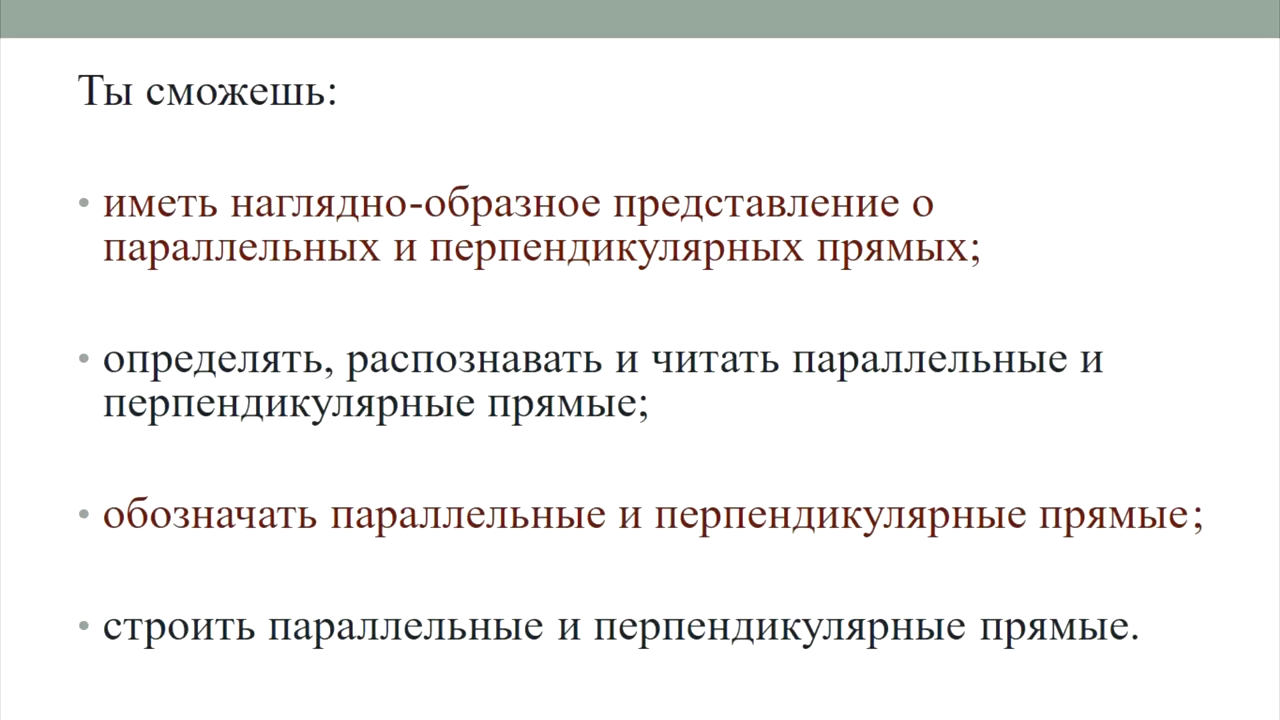 Ты сможешь:
• иметь наглядно-образное представление о
параллельных и перпендикулярных прямых;
• определять, распознавать и читать параллельные и
перпендикулярные прямые;
• обозначать параллельные и перпендикулярные прямые;
• строить параллельные и перпендикулярные прямые.